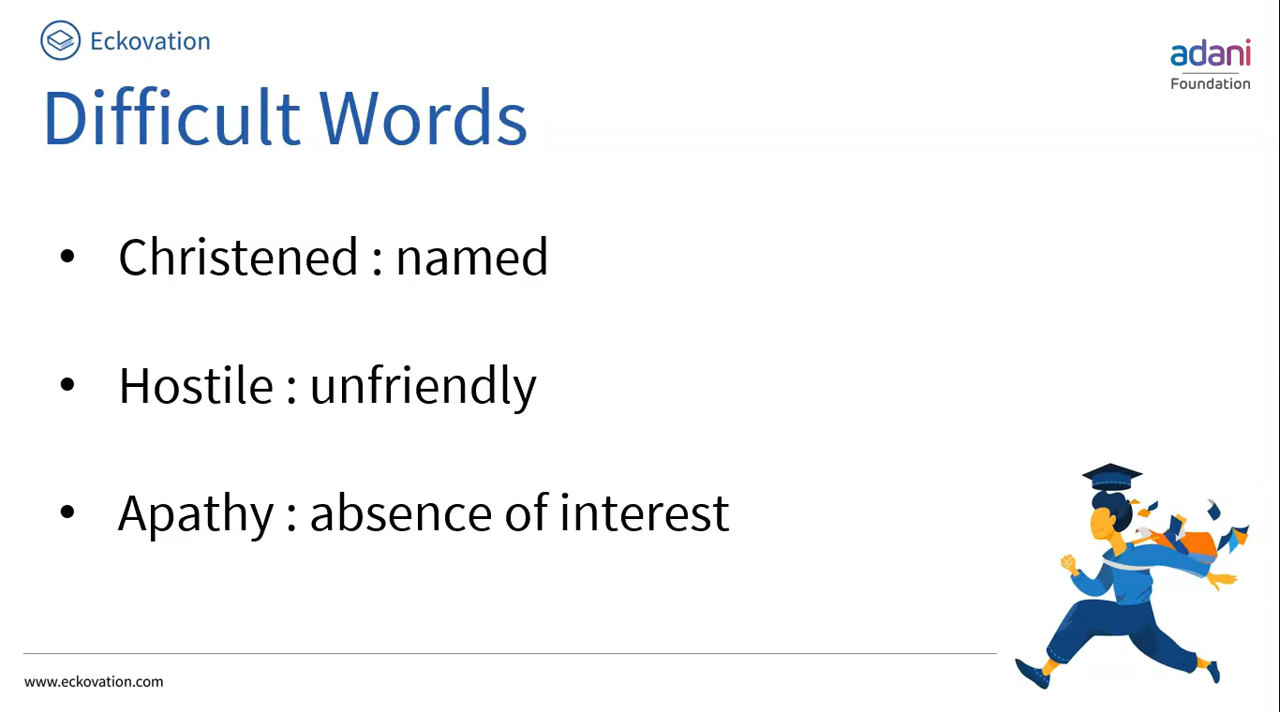 Eckovation
adani
Foundation
Difficult Words
• Christened : named
• Hostile : unfriendly
• Apathy : absence of interest
www.eckovation.com